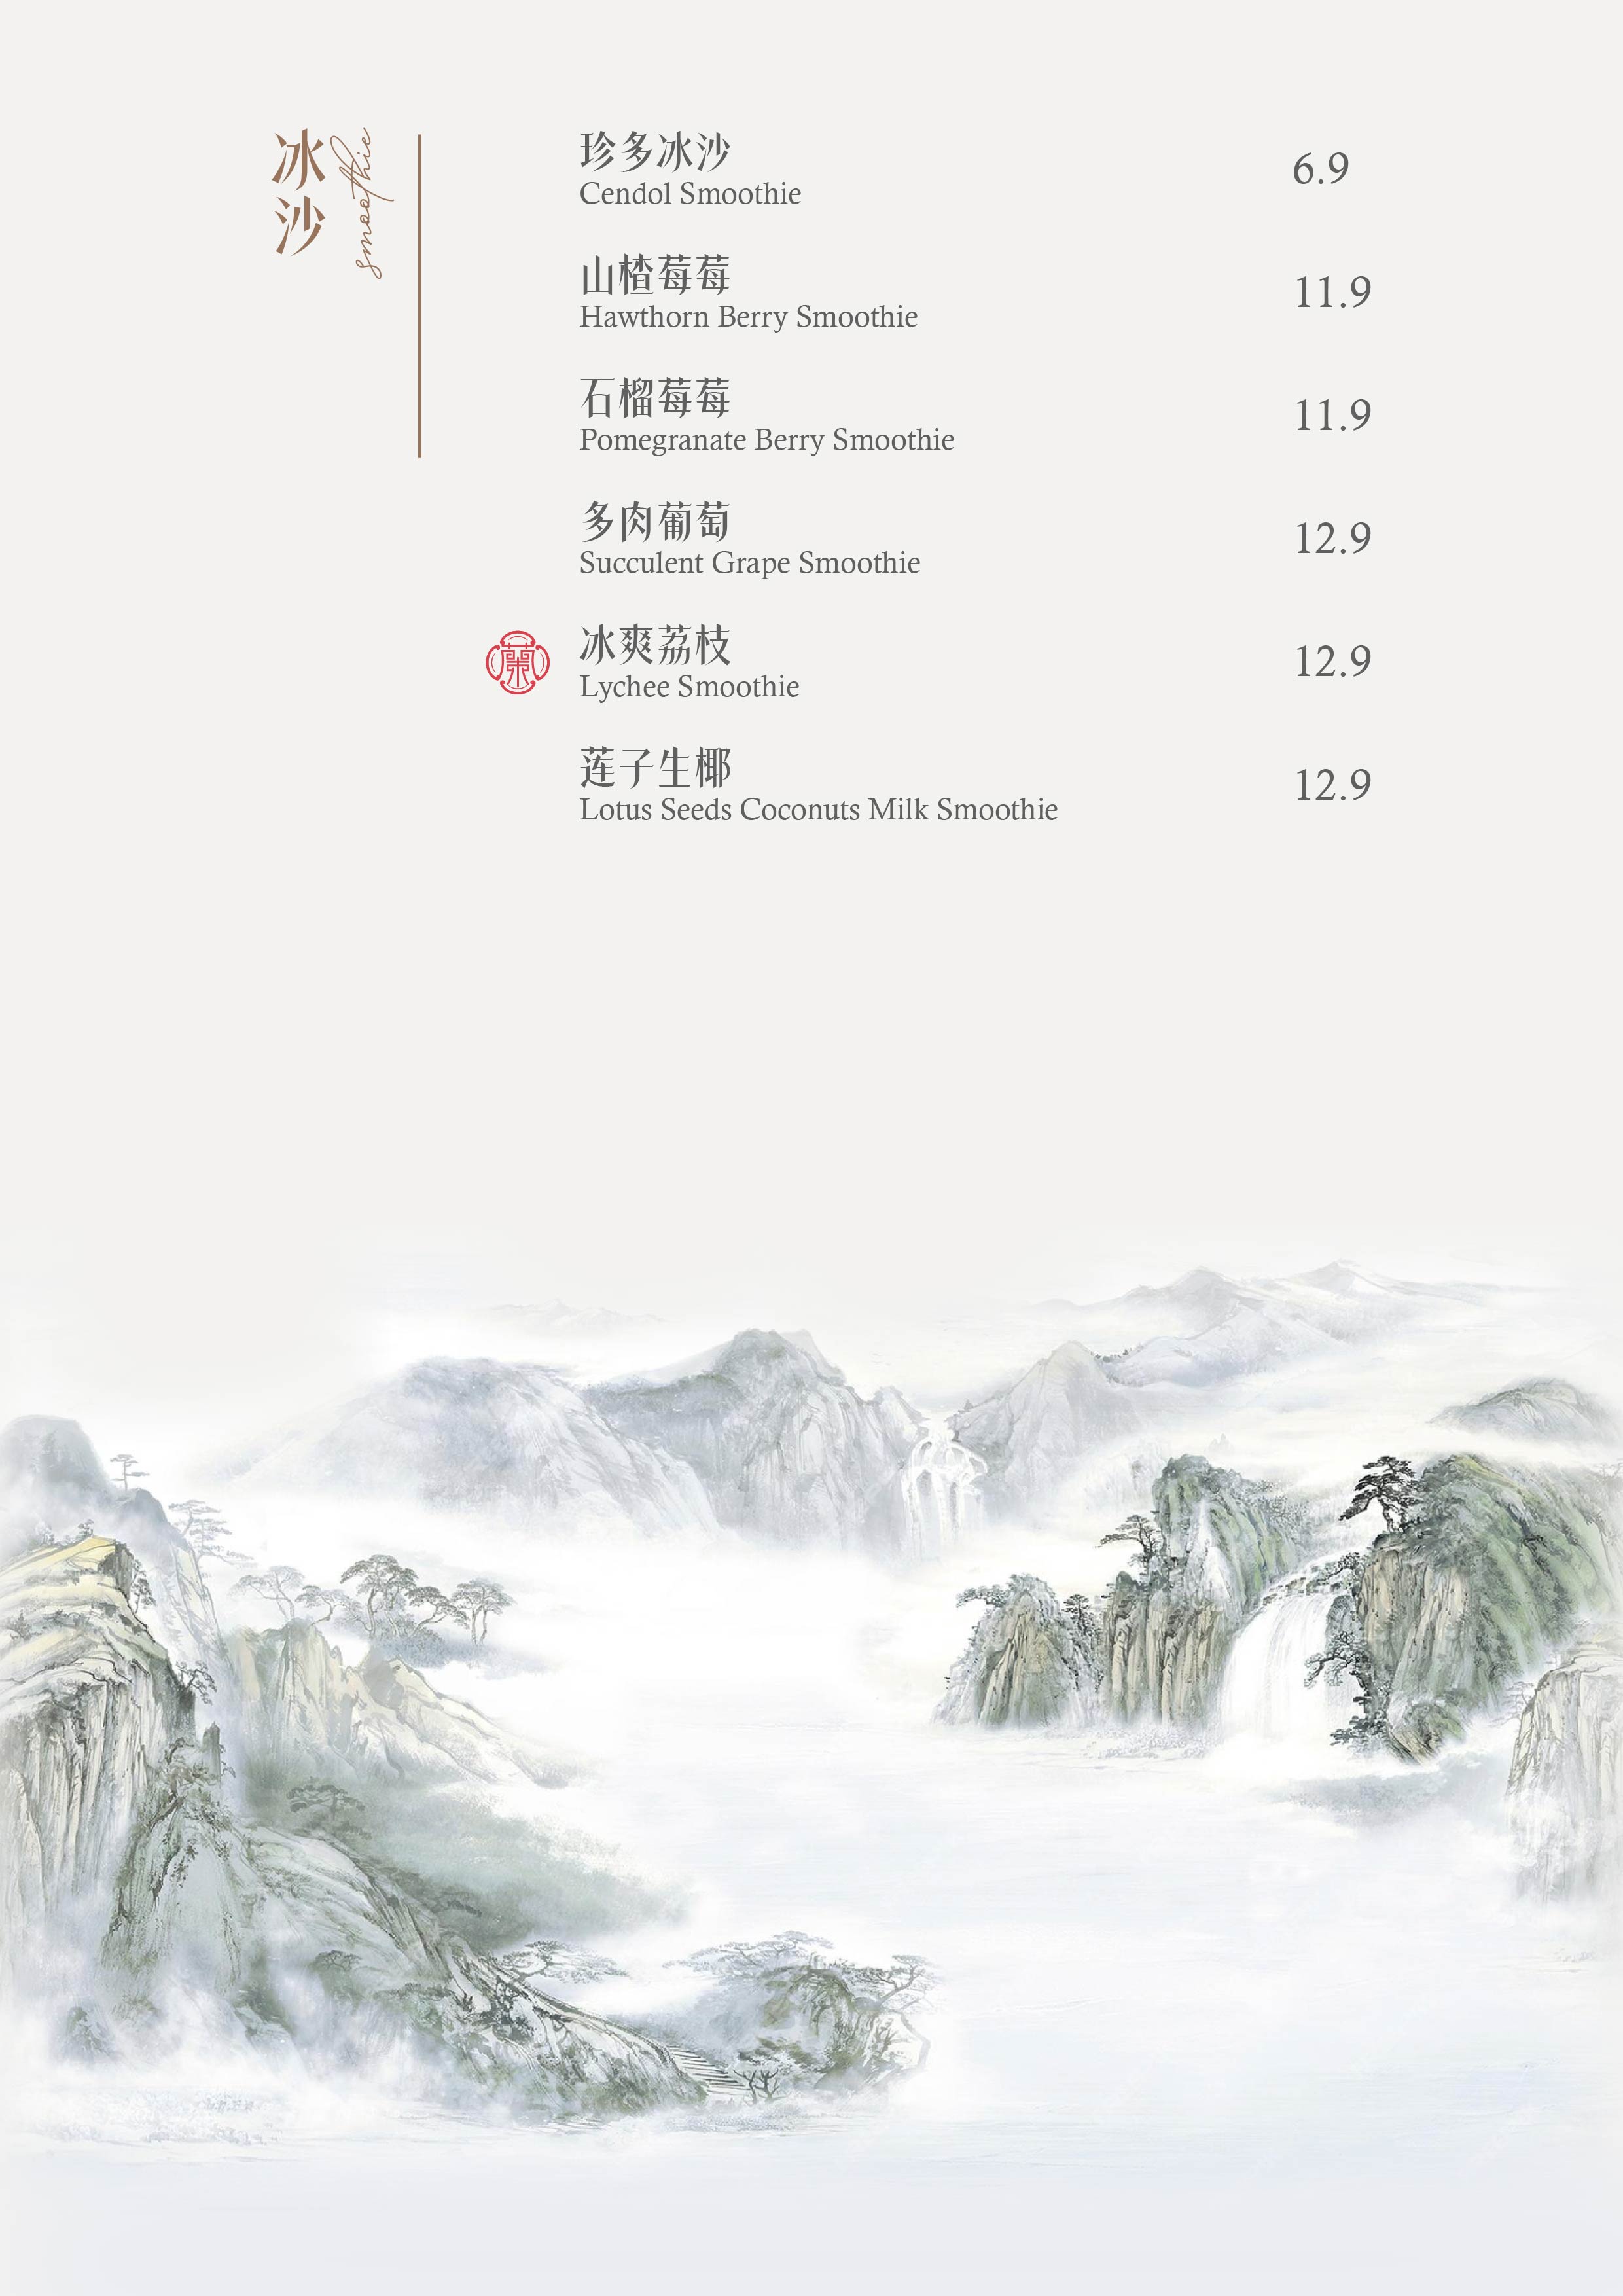 冰沙
smoothie
珍多冰沙
Cendol Smoothie
6.9
山楂莓莓
Hawthorn Berry Smoothie
11.9
石榴莓莓
Pomegranate Berry Smoothie
11.9
多肉葡萄
Succulent Grape Smoothie
12.9
蘭
冰爽荔枝
Lychee Smoothie
12.9
莲子生椰
Lotus Seeds Coconuts Milk Smoothie
12.9